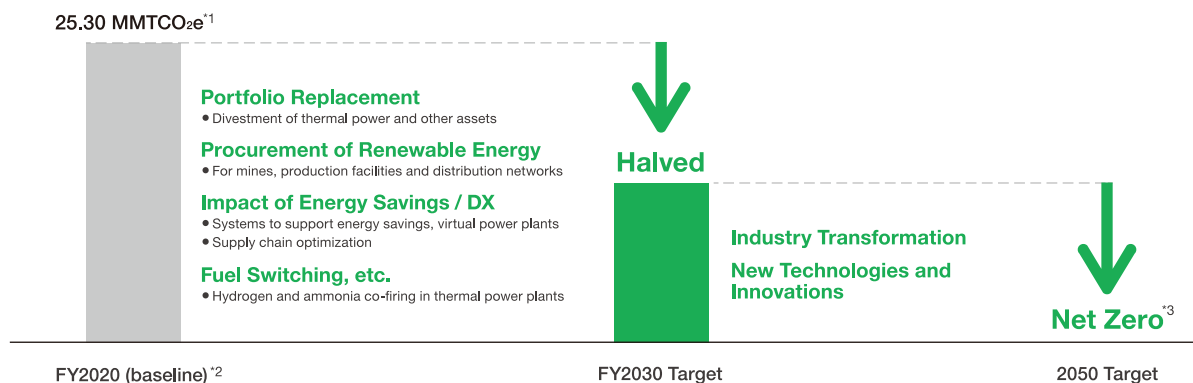 25.30 MMTCO₂e*1
Portfolio Replacement
• Divestment of thermal power and other assets
Procurement of Renewable Energy
• For mines, production facilities and distribution networks
Impact of Energy Savings / DX
• Systems to support energy savings, virtual power plants
• Supply chain optimization
Fuel Switching, etc.
• Hydrogen and ammonia co-firing in thermal power plants
Halved
Industry Transformation
New Technologies and
Innovations
Net Zero*3
FY2020 (baseline)*2
FY2030 Target
2050 Target